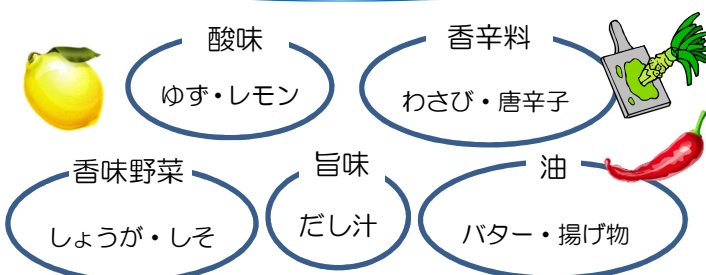 酸味
ゆず・レモン
香辛料
わさび・唐辛子
香味野菜
しょうが・しそ
旨味
だし汁
油
バター・揚げ物